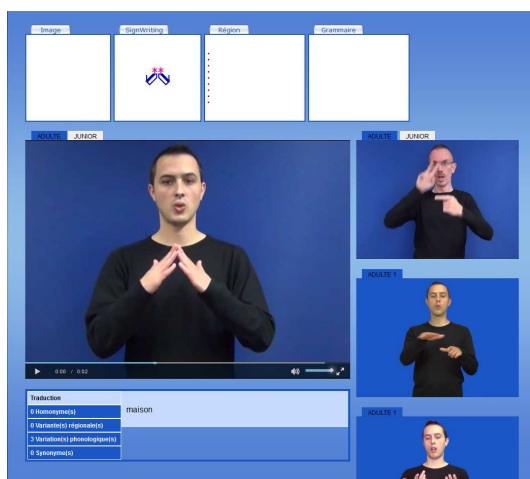 Image
SignWriting
Région
Grammaire
ADULTE JUNIOR
ADULTE JUNIOR
0:00 / 0:02
ADULTE 1
Traduction
maison
0 Homonyme(s)
0 Variante(s) régionale(s)
3 Variation(s) phonologique(s)
0 Synonyme(s)
ADULTE 1